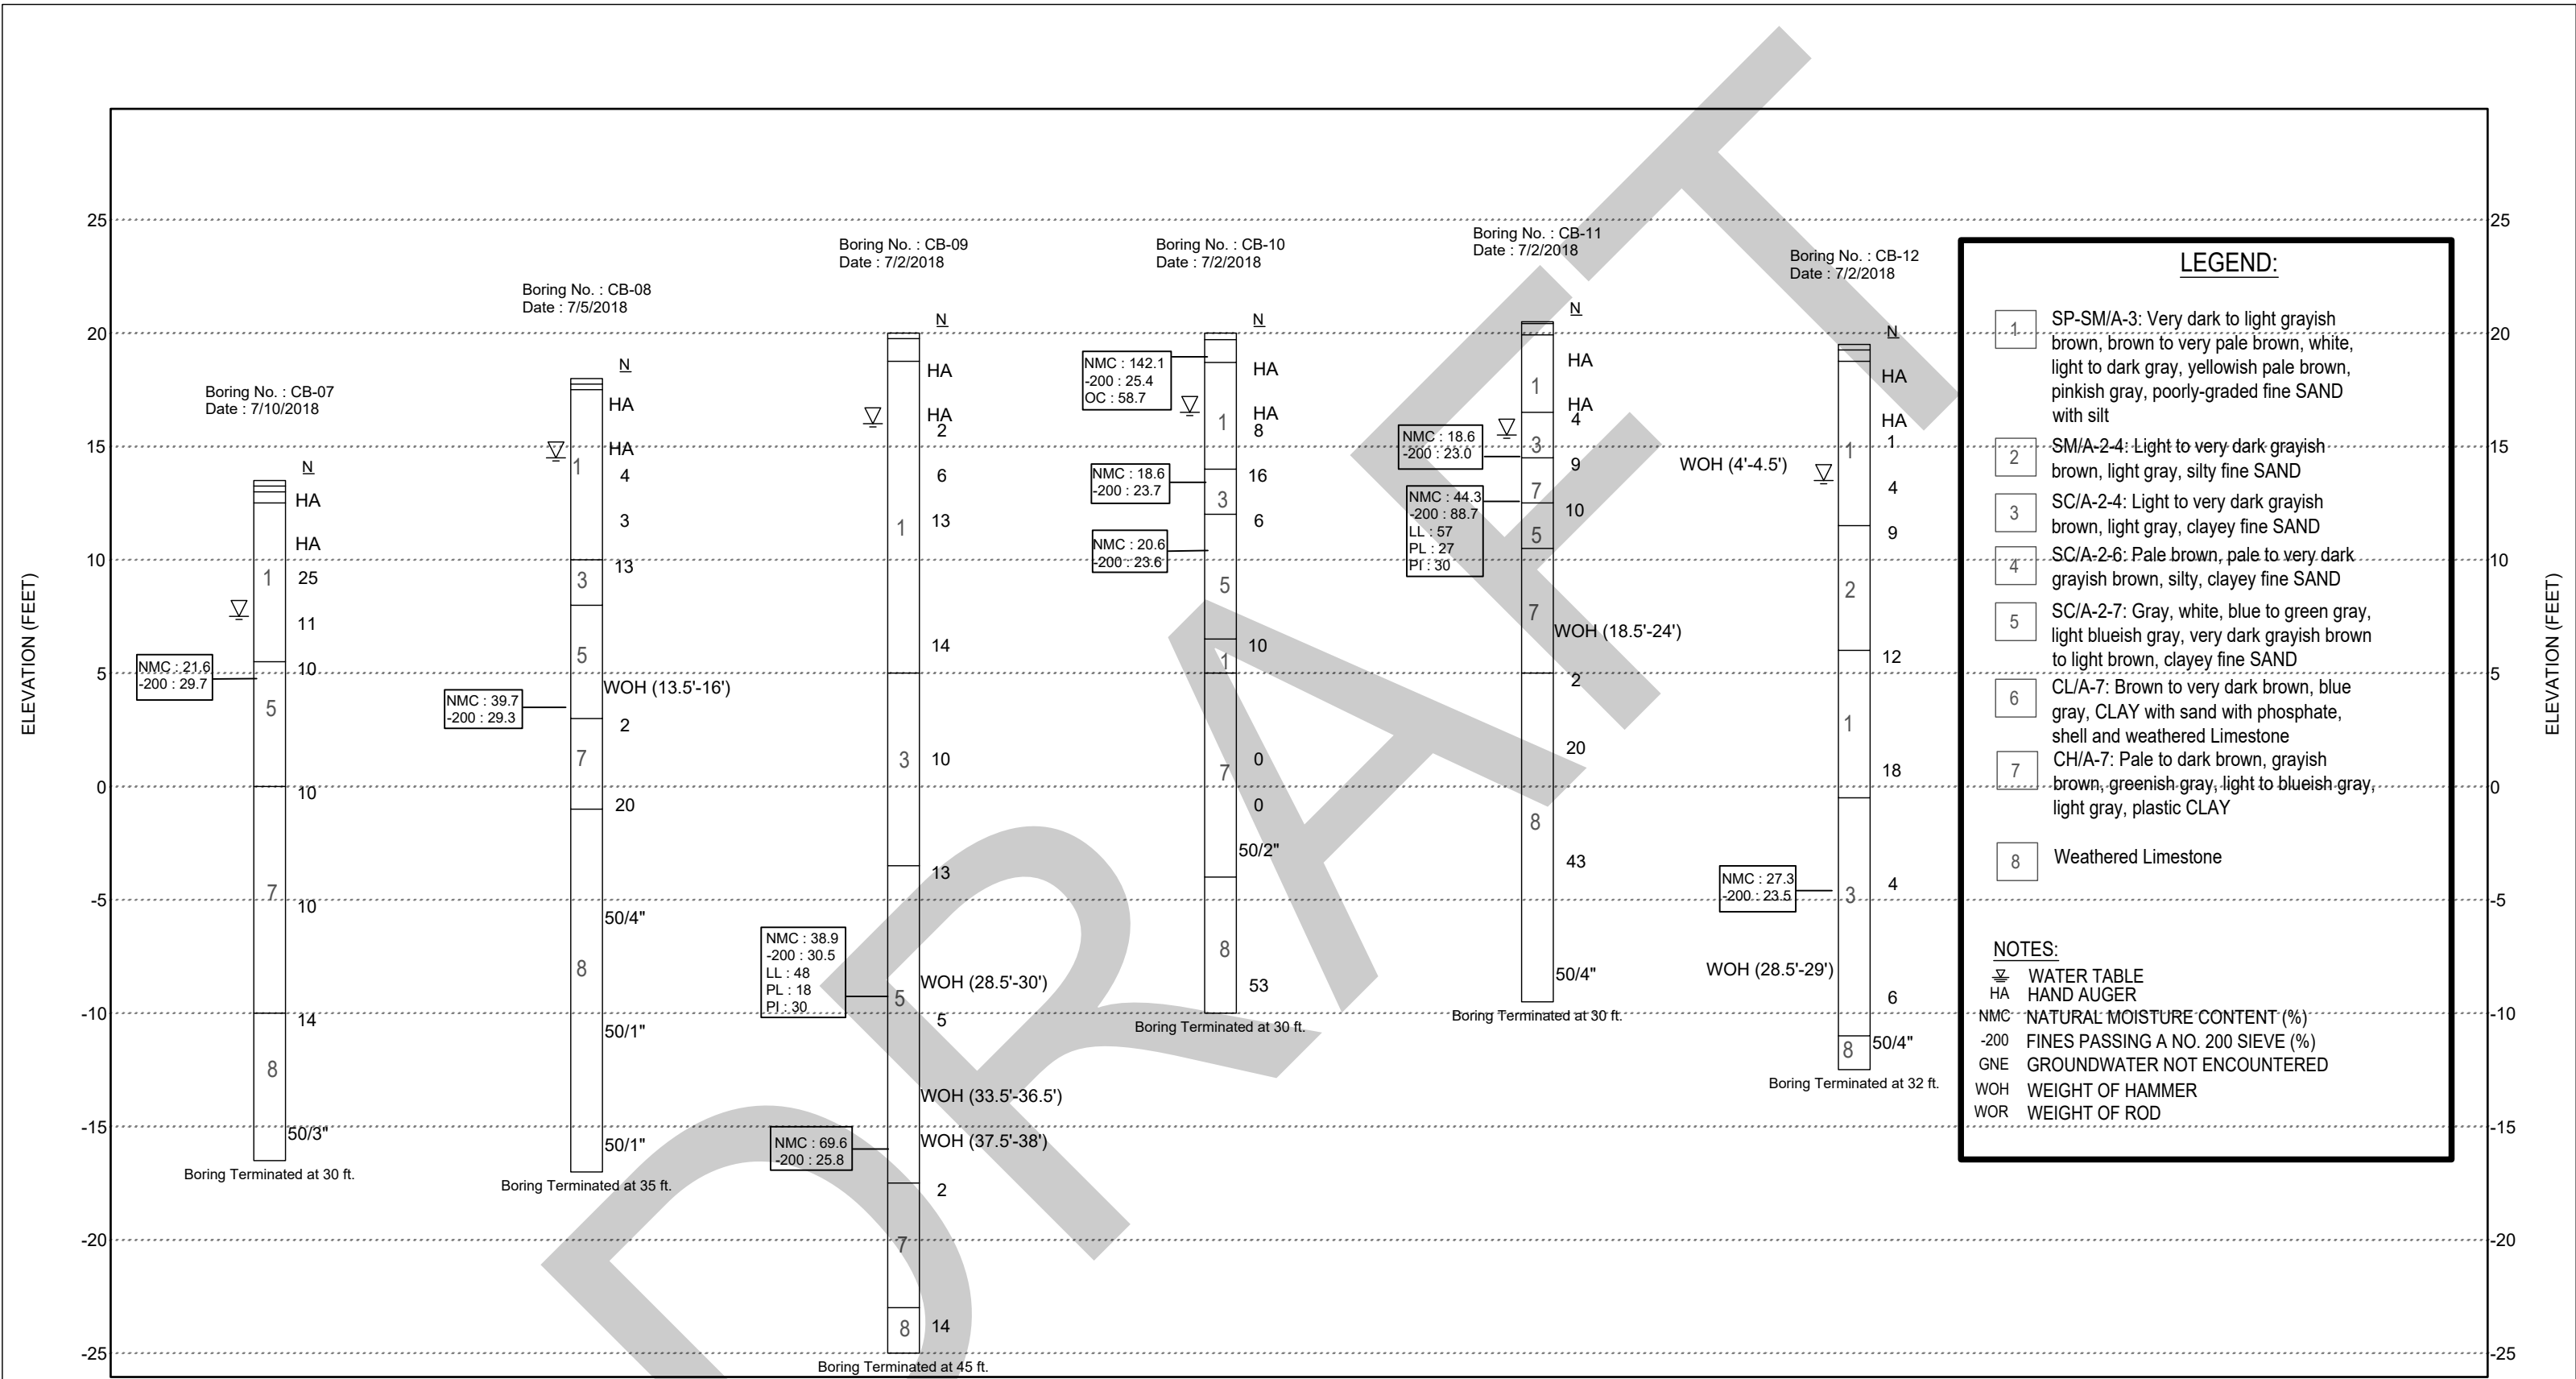 DRAFT
ELEVATION (FEET)
25
20
15
10
5
0
-5
-10
-15
-20
-25
Boring No. : CB-07
Date : 7/10/2018
N
HA
HA
1
25
11
NMC : 21.6
-200 : 29.7
10
5
10
7
10
14
8
50/3"
Boring Terminated at 30 ft.
Boring No. : CB-08
Date : 7/5/2018
N
HA
HA
1
4
3
13
3
5
WOH (13.5'-16')
NMC : 39.7
-200 : 29.3
2
7
20
50/4"
8
50/1"
50/1"
Boring Terminated at 35 ft.
Boring No. : CB-09
Date : 7/2/2018
N
HA
HA
2
6
1
13
14
3
10
13
NMC : 38.9
-200 : 30.5
LL : 48
PL : 18
PI : 30
WOH (28.5'-30')
5
5
WOH (33.5'-36.5')
WOH (37.5'-38')
NMC : 69.6
-200 : 25.8
2
7
8
14
Boring Terminated at 45 ft.
Boring No. : CB-10
Date : 7/2/2018
N
NMC : 142.1
-200 : 25.4
OC : 58.7
HA
HA
1
8
NMC : 18.6
-200 : 23.7
16
3
6
NMC : 20.6
-200 : 23.6
5
10
1
0
7
0
50/2"
8
53
Boring Terminated at 30 ft.
Boring No. : CB-11
Date : 7/2/2018
N
HA
1
HA
4
NMC : 18.6
-200 : 23.0
3
9
7
NMC : 44.3
-200 : 88.7
LL : 57
PL : 27
PI : 30
10
5
7
WOH (18.5'-24')
2
20
8
43
50/4"
Boring Terminated at 30 ft.
Boring No. : CB-12
Date : 7/2/2018
N
HA
HA
1
1
WOH (4'-4.5')
4
9
2
12
1
18
NMC : 27.3
-200 : 23.5
4
3
WOH (28.5'-29')
6
50/4"
8
Boring Terminated at 32 ft.
LEGEND:
1
SP-SM/A-3: Very dark to light grayish
brown, brown to very pale brown, white,
light to dark gray, yellowish pale brown,
pinkish gray, poorly-graded fine SAND
with silt
2
SM/A-2-4: Light to very dark grayish
brown, light gray, silty fine SAND
3
SC/A-2-4: Light to very dark grayish
brown, light gray, clayey fine SAND
4
SC/A-2-6: Pale brown, pale to very dark
grayish brown, silty, clayey fine SAND
5
SC/A-2-7: Gray, white, blue to green gray,
light blueish gray, very dark grayish brown
to light brown, clayey fine SAND
6
CL/A-7: Brown to very dark brown, blue
gray, CLAY with sand with phosphate,
shell and weathered Limestone
7
CH/A-7: Pale to dark brown, grayish
brown, greenish gray, light to blueish gray,
light gray, plastic CLAY
8
Weathered Limestone
NOTES:
WATER TABLE
HA HAND AUGER
NMC NATURAL MOISTURE CONTENT (%)
-200 FINES PASSING A NO. 200 SIEVE (%)
GNE GROUNDWATER NOT ENCOUNTERED
WOH WEIGHT OF HAMMER
WOR WEIGHT OF ROD
25
20
15
10
5
0
-5
-10
-15
-20
-25
ELEVATION (FEET)